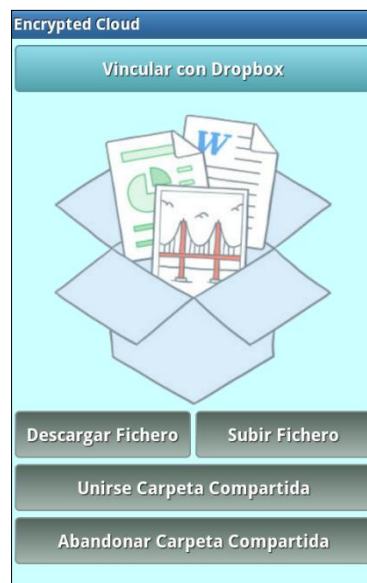 Encrypted Cloud
Vincular con Dropbox
W
Descargar Fichero
Subir Fichero
Unirse Carpeta Compartida
Abandonar Carpeta Compartida